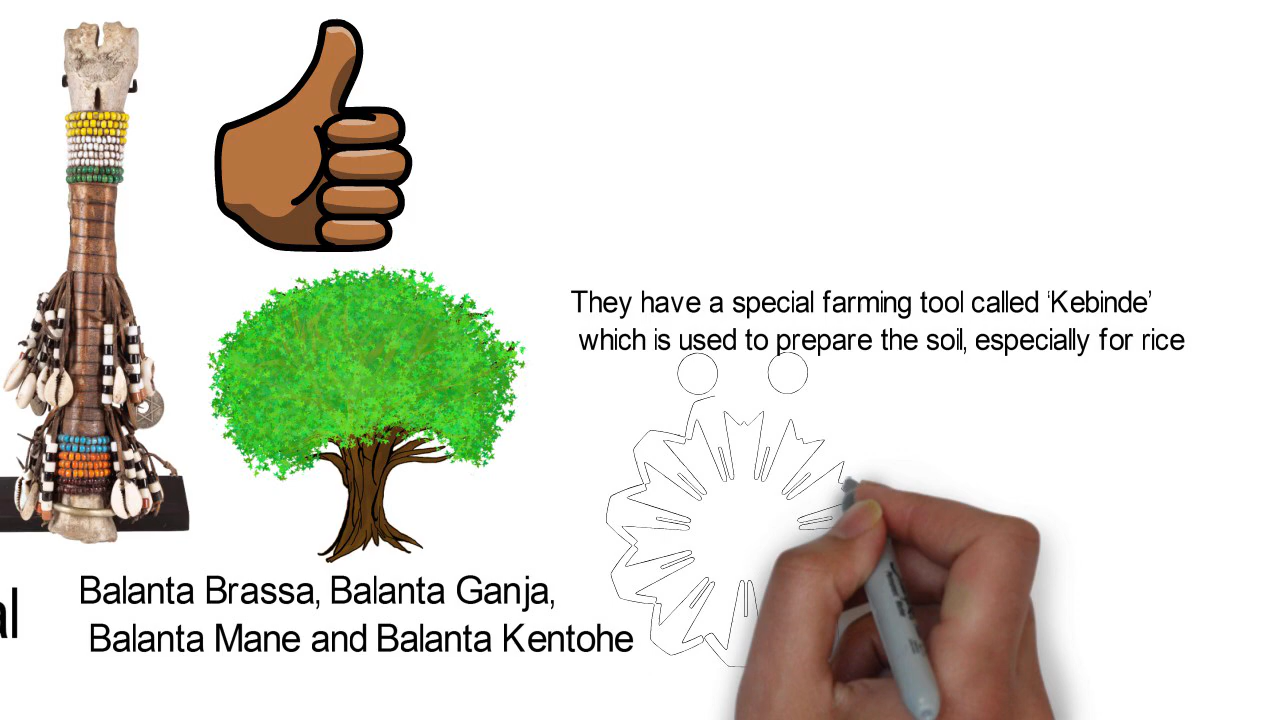 They have a special farming tool called ‘Kebinde’
which is used to prepare the soil, especially for rice
al
Balanta Brassa, Balanta Ganja,
Balanta Mane and Balanta Kentohe